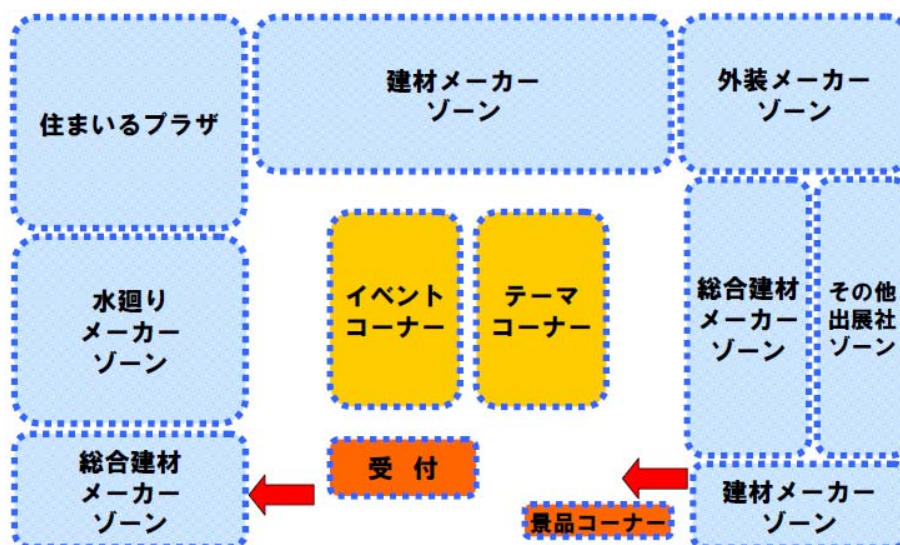 住まいるプラザ
建材メーカー
ゾーン
外装メーカー
ゾーン
水廻り
メーカー
ゾーン
イベント
コーナー
テーマ
コーナー
総合建材
メーカー
ゾーン
その他
出展社
ゾーン
総合建材
メーカー
ゾーン
受 付
景品コーナー
建材メーカー
ゾーン